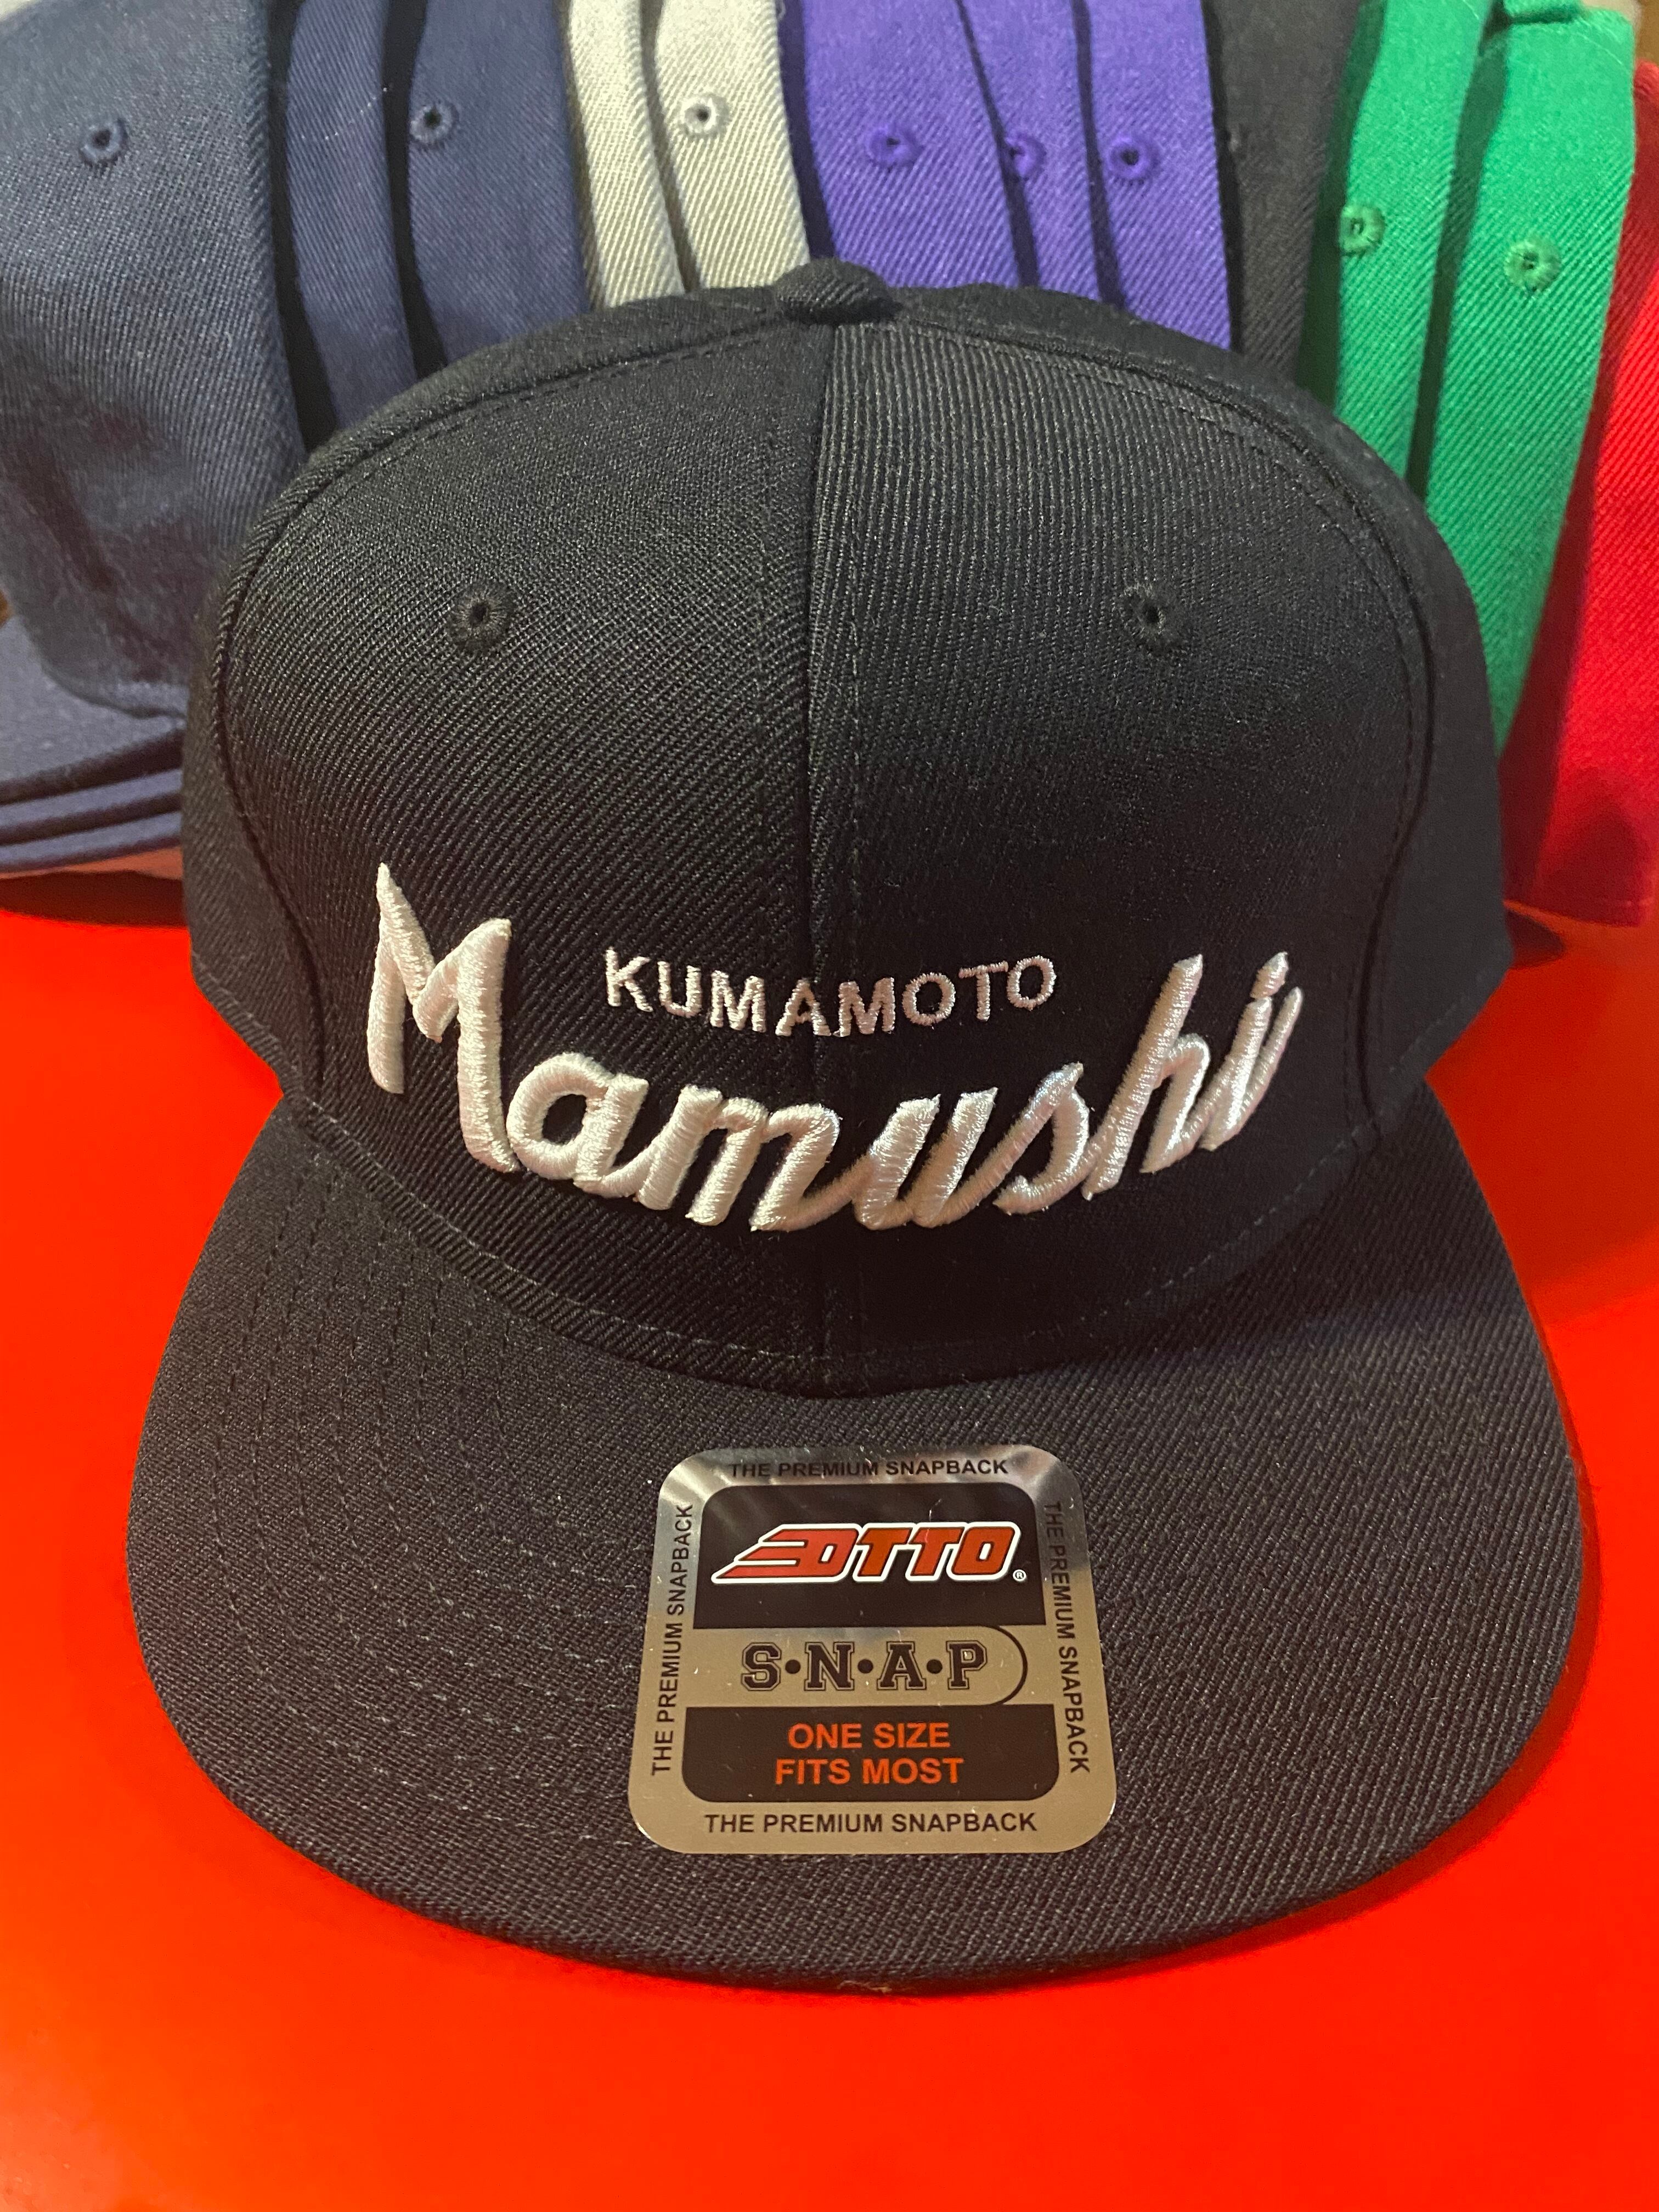 KUMAMOTO
Mamushi
THE PREMIUM SNAPBACK
THE PREMIUM SNAPBACK
THE PREMIUM SNAPBACK
OTTO®
S•N•A•P
ONE SIZE
FITS MOST
THE PREMIUM SNAPBACK